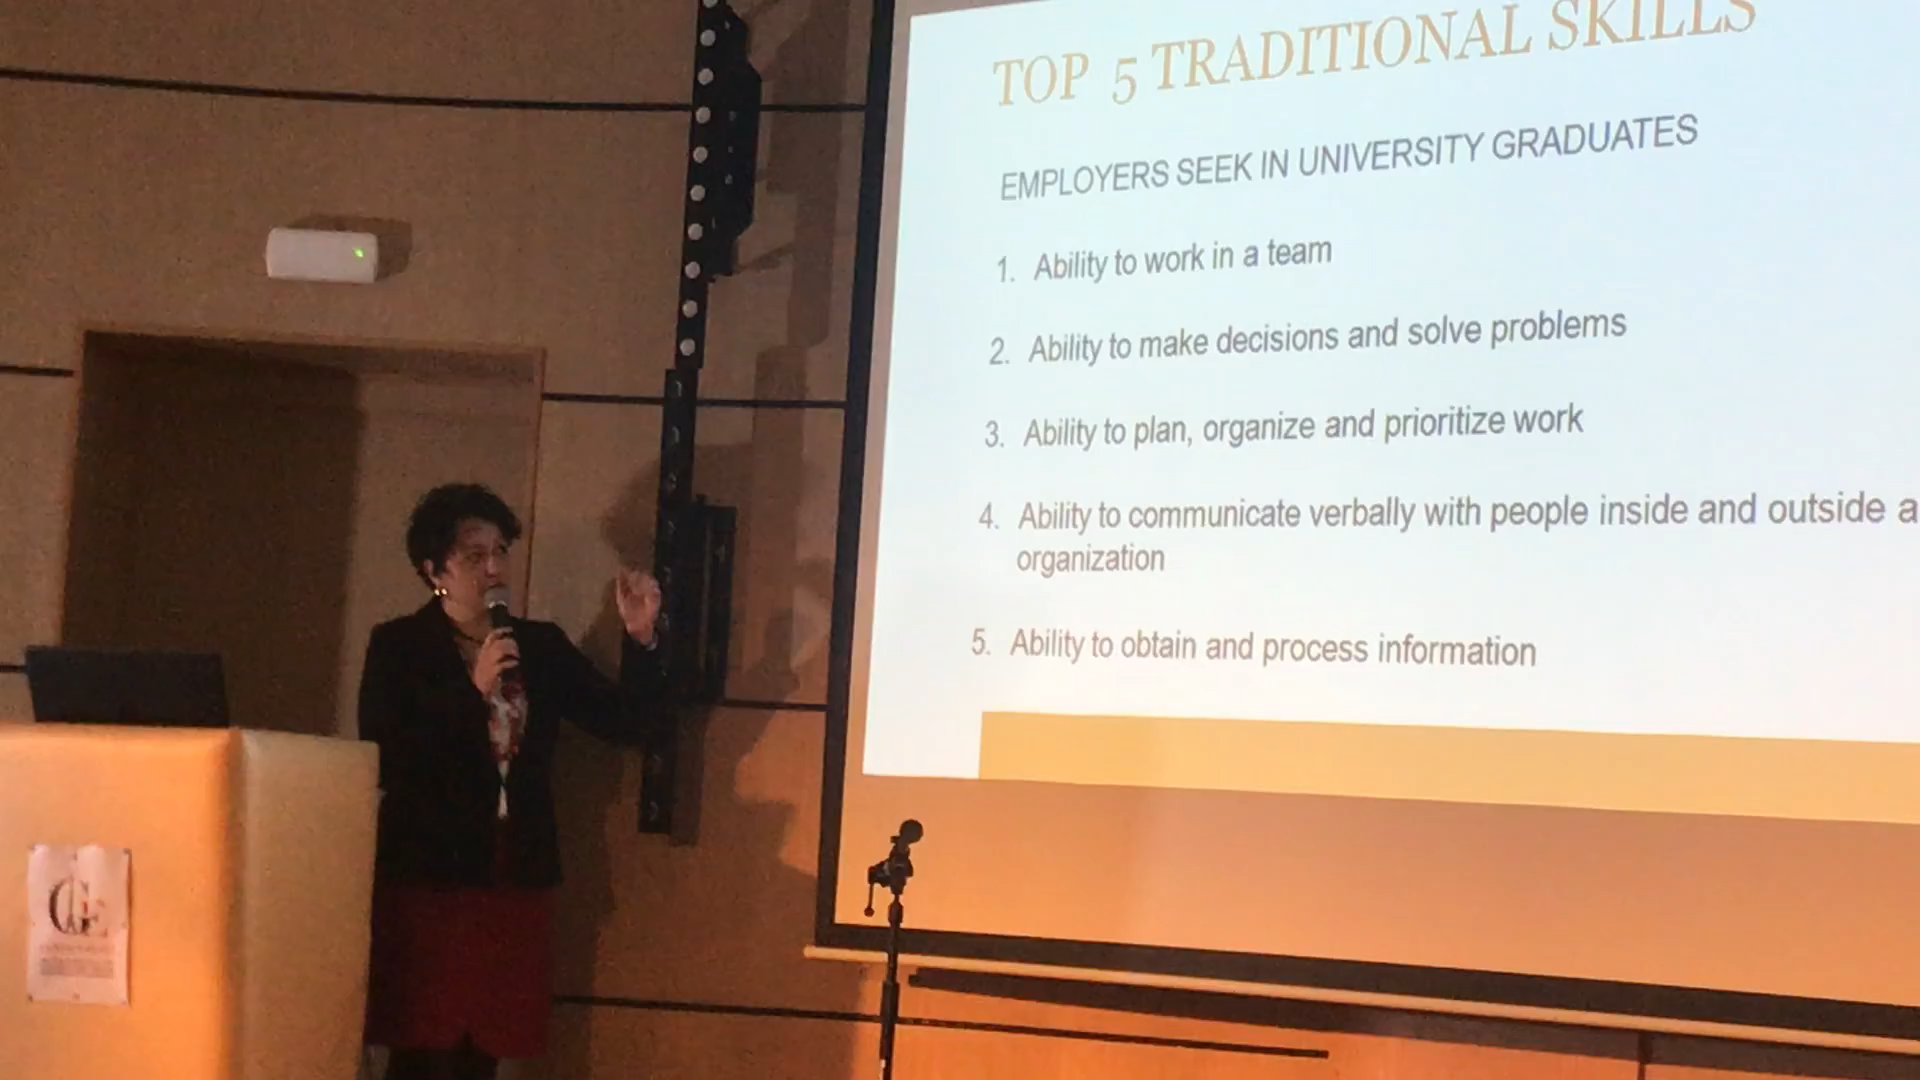 TOP 5 TRADITIONAL SKILLS
EMPLOYERS SEEK IN UNIVERSITY GRADUATES
1. Ability to work in a team
2. Ability to make decisions and solve problems
3. Ability to plan, organize and prioritize work
4. Ability to communicate verbally with people inside and outside a
organization
5. Ability to obtain and process information